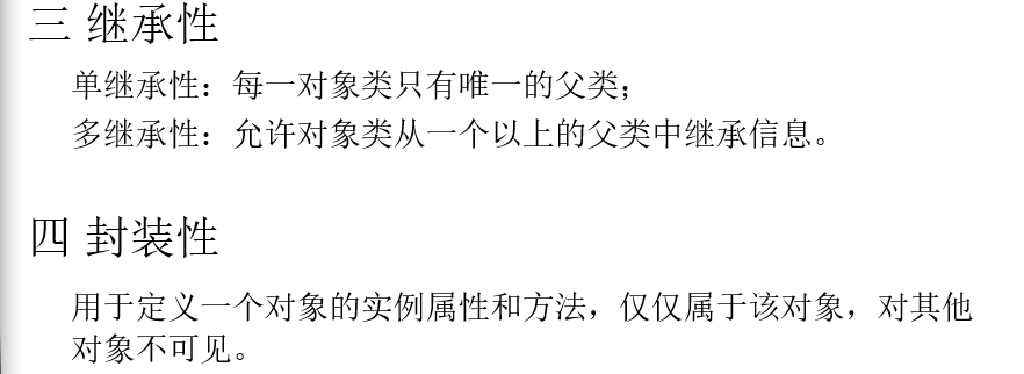 三 继承性
单继承性：每一对象类只有唯一的父类；
多继承性：允许对象类从一个以上的父类中继承信息。
四 封装性
用于定义一个对象的实例属性和方法，仅仅属于该对象，对其他
对象不可见。